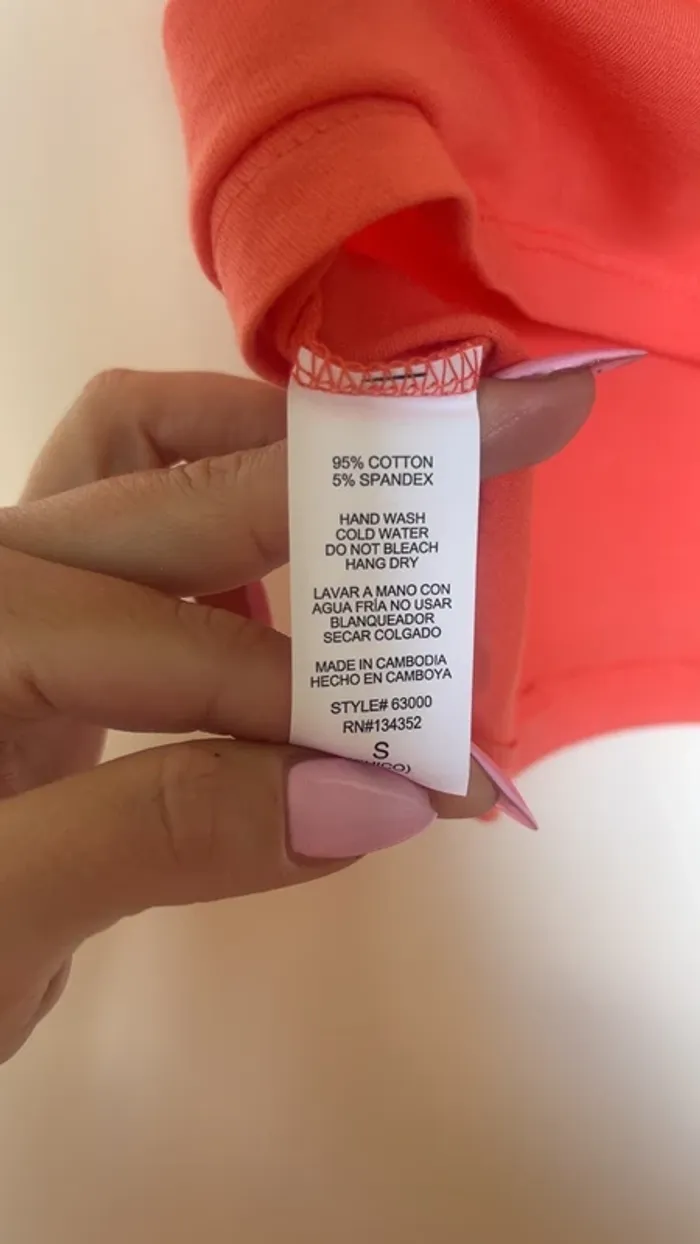 95% COTTON
5% SPANDEX
HAND WASH
COLD WATER
DO NOT BLEACH
HANG DRY
LAVAR A MANO CON
AGUA FRÍA NO USAR
BLANQUEADOR
SECAR COLGADO
MADE IN CAMBODIA
HECHO EN CAMBOYA
STYLE# 63000
RN#134352
S